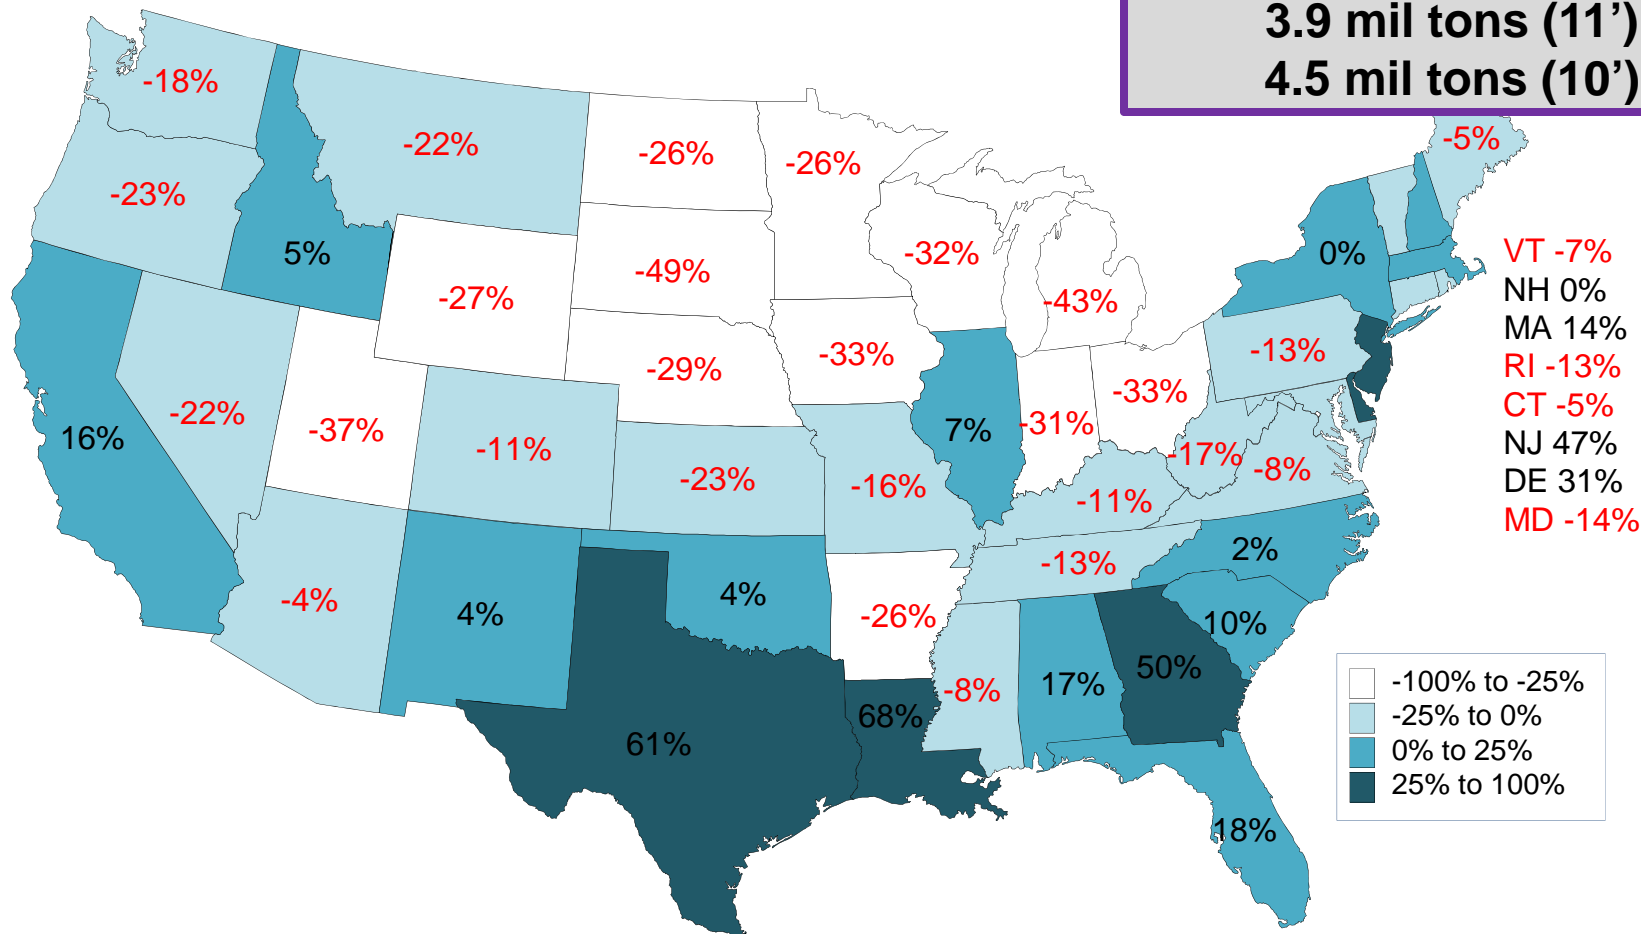 3.9 mil tons (11’)
4.5 mil tons (10’)
-18%
-22%
-26%
-26%
-5%
-23%
5%
-27%
-49%
-32%
-43%
0%
VT -7%
NH 0%
MA 14%
RI -13%
CT -5%
NJ 47%
DE 31%
MD -14%
-29%
-33%
-13%
16%
-22%
-37%
-11%
-23%
-16%
7%
-31%
-33%
-17%
-8%
-11%
-4%
4%
4%
-26%
-13%
2%
10%
61%
68%
-8%
17%
50%
18%
-100% to -25%
-25% to 0%
0% to 25%
25% to 100%